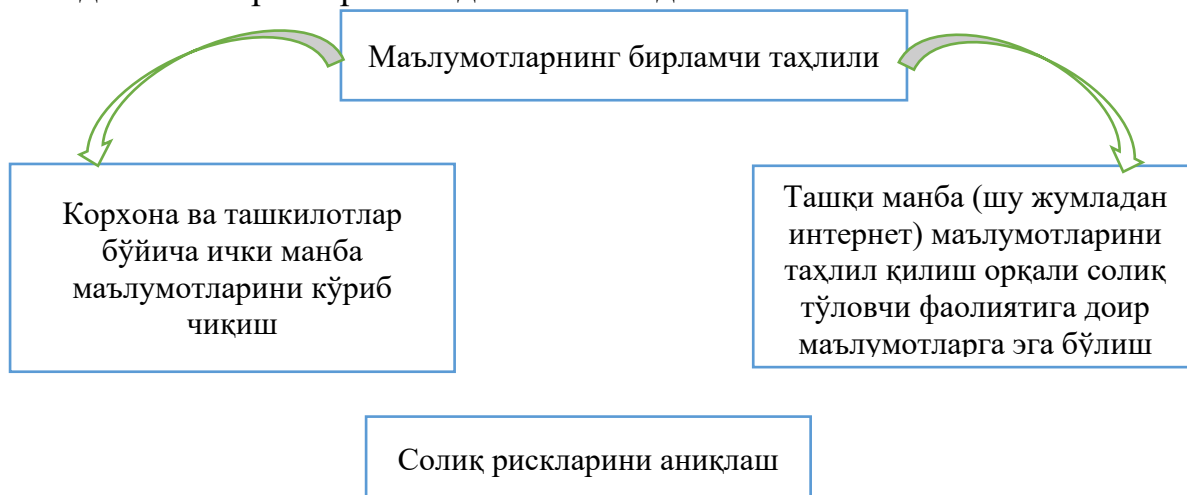 Маълумотларнинг бирламчи таҳлили
Корхона ва ташкилотлар
бўйича ички манба
маълумотларини кўриб
чиқиш
Ташқи манба (шу жумладан
интернет) маълумотларини
таҳлил қилиш орқали солиқ
тўловчи фаолиятига доир
маълумотларга эга бўлиш
Солиқ рискларини аниқлаш